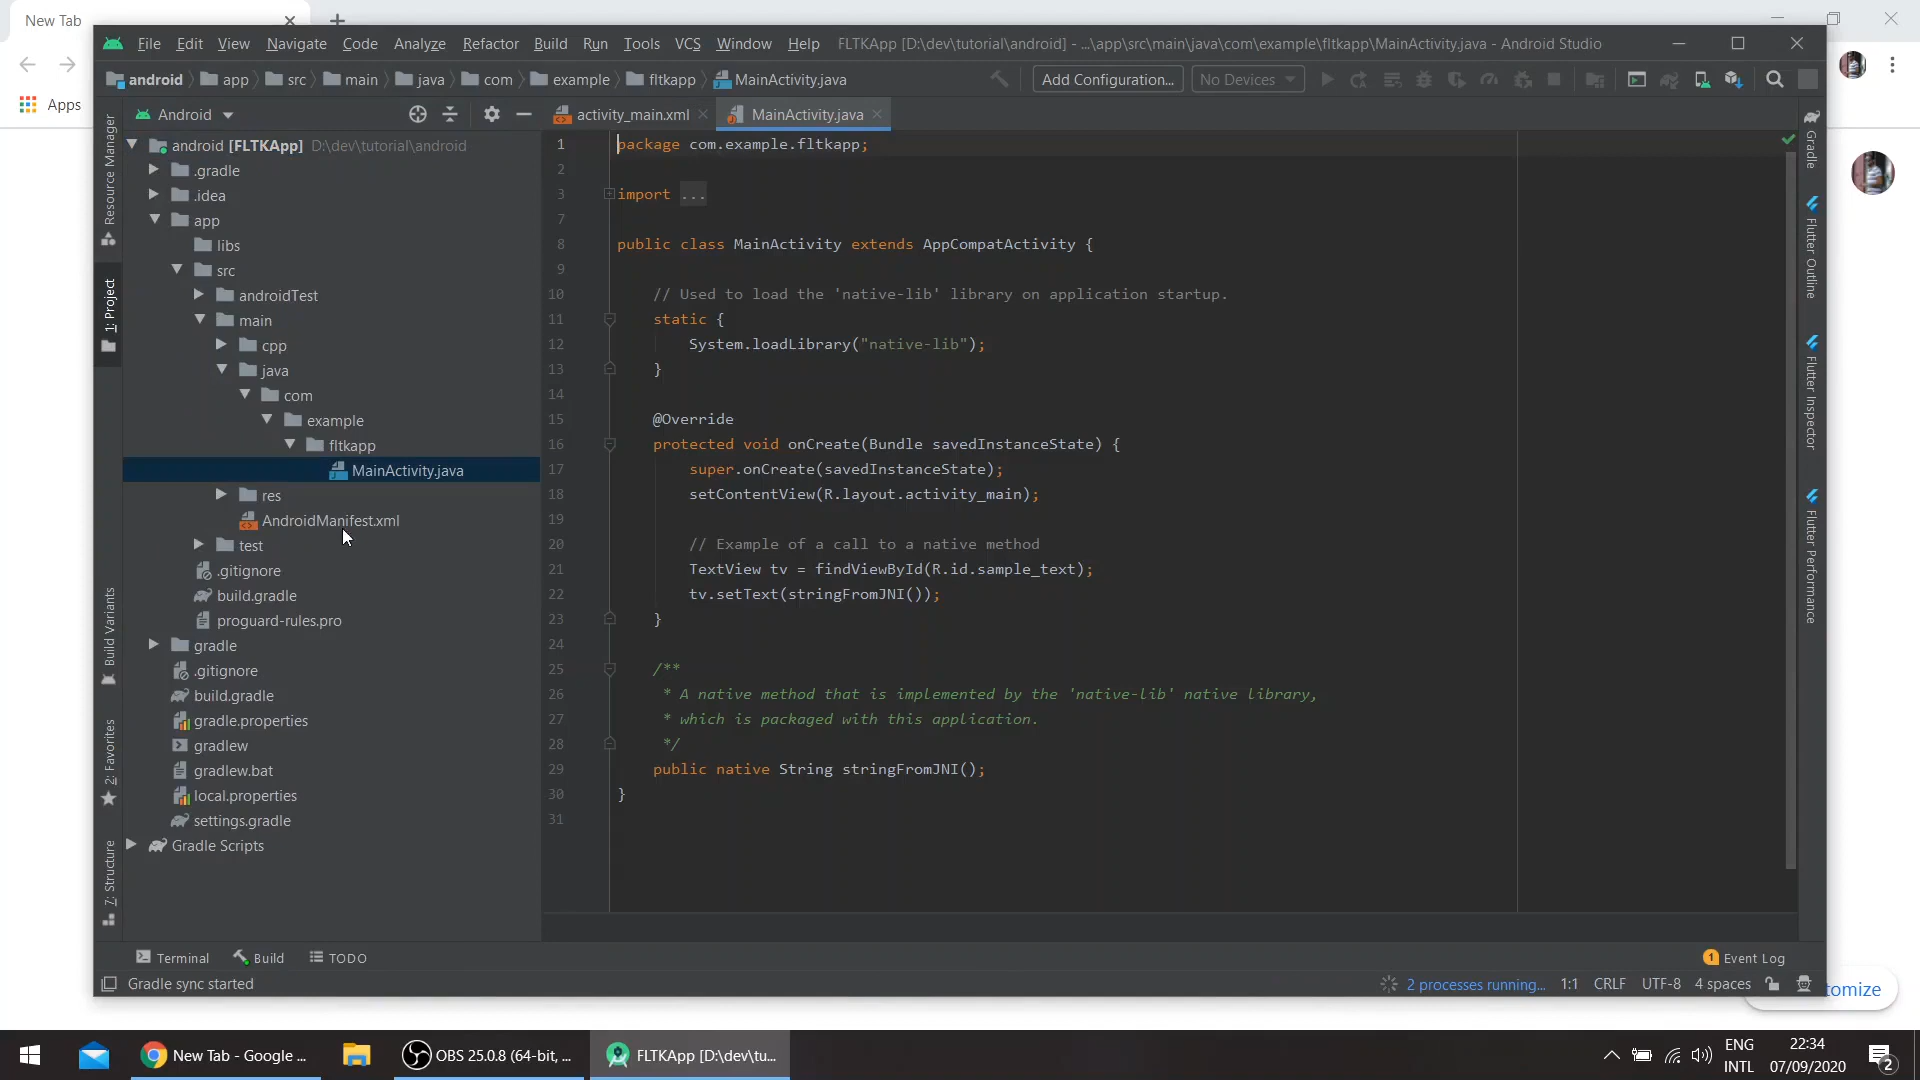 New Tab
File Edit View Navigate Code Analyze Refactor Build Run Tools VCS Window Help FLTKApp [D:\dev\tutorial\android] - ...\app\src\main\java\com\example\fltkapp\MainActivity.java - Android Studio
android app src main java com example fltkapp MainActivity.java Add Configuration... No Devices
Apps
Android
activity_main.xml MainActivity.java
android [FLTKApp] D:\dev\tutorial\android
.gradle
.idea
app
libs
src
androidTest
main
cpp
java
com
example
fltkapp
MainActivity.java
res
AndroidManifest.xml
test
.gitignore
build.gradle
proguard-rules.pro
gradle
.gitignore
build.gradle
gradle.properties
gradlew
gradlew.bat
local.properties
settings.gradle
Gradle Scripts
Resource Manager
1: Project
Build Variants
2: Favorites
7: Structure
1 package com.example.fltkapp;
2
3 import ...
7
8 public class MainActivity extends AppCompatActivity {
9
10 // Used to load the 'native-lib' library on application startup.
11 static {
12 System.loadLibrary("native-lib");
13 }
14
15 @Override
16 protected void onCreate(Bundle savedInstanceState) {
17 super.onCreate(savedInstanceState);
18 setContentView(R.layout.activity_main);
19
20 // Example of a call to a native method
21 TextView tv = findViewById(R.id.sample_text);
22 tv.setText(stringFromJNI());
23 }
24
25 /**
26 * A native method that is implemented by the 'native-lib' native library,
27 * which is packaged with this application.
28 */
29 public native String stringFromJNI();
30 }
31
Gradle
Flutter Outline
Flutter Inspector
Flutter Performance
Terminal Build TODO
1 Event Log
Gradle sync started
2 processes running... 1:1 CRLF UTF-8 4 spaces
tomize
New Tab - Google ...
OBS 25.0.8 (64-bit, ...
FLTKApp [D:\dev\tu...
ENG
INTL
22:34
07/09/2020
2